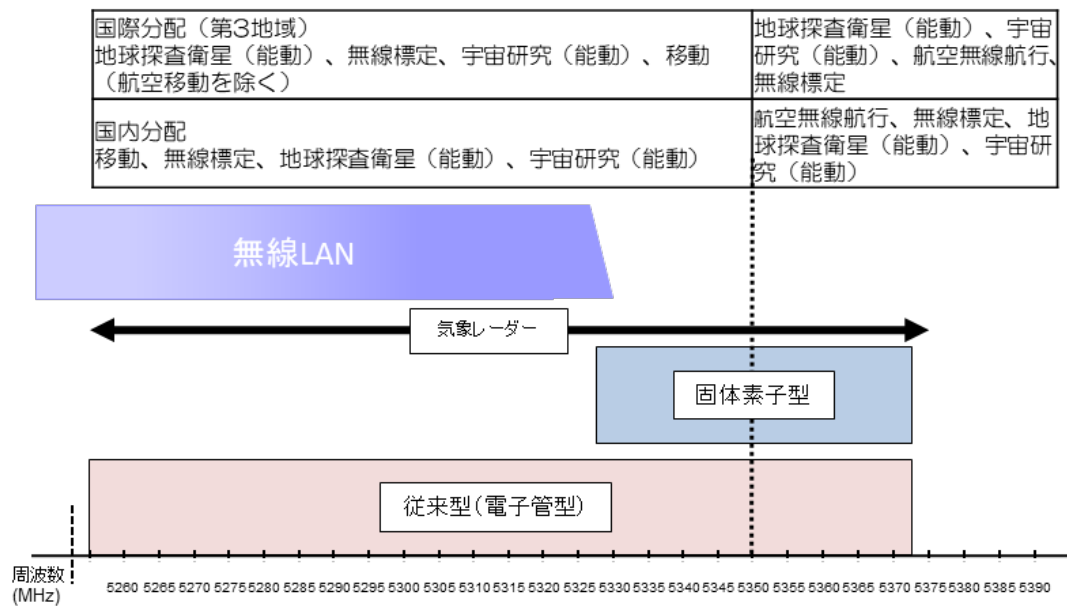 国際分配（第3地域）
地球探査衛星（能動）、無線標定、宇宙研究（能動）、移動
（航空移動を除く）
地球探査衛星（能動）、宇宙
研究（能動）、航空無線航行、
無線標定
国内分配
移動、無線標定、地球探査衛星（能動）、宇宙研究（能動）
航空無線航行、無線標定、地
球探査衛星（能動）、宇宙研
究（能動）
無線LAN
気象レーダー
固体素子型
従来型（電子管型）
周波数
(MHz)
5260 5265 5270 5275 5280 5285 5290 5295 5300 5305 5310 5315 5320 5325 5330 5335 5340 5345 5350 5355 5360 5365 5370 5375 5380 5385 5390